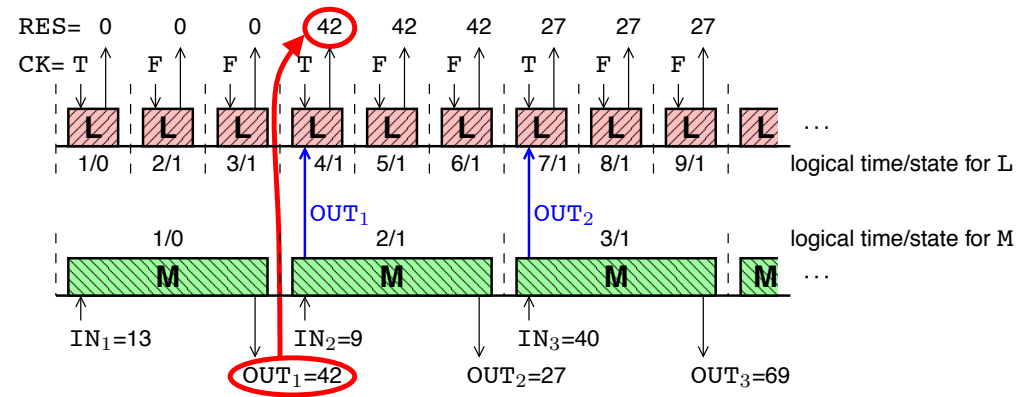 RES= 0 0 0 42 42 42 27 27 27
CK= T F F T F F T F F
L L L L L L L L L L ...
1/0 2/1 3/1 4/1 5/1 6/1 7/1 8/1 9/1 logical time/state for L
OUT₁ OUT₂
1/0 2/1 3/1 logical time/state for M
M M M M ...
IN₁=13 IN₂=9 IN₃=40
OUT₁=42 OUT₂=27 OUT₃=69